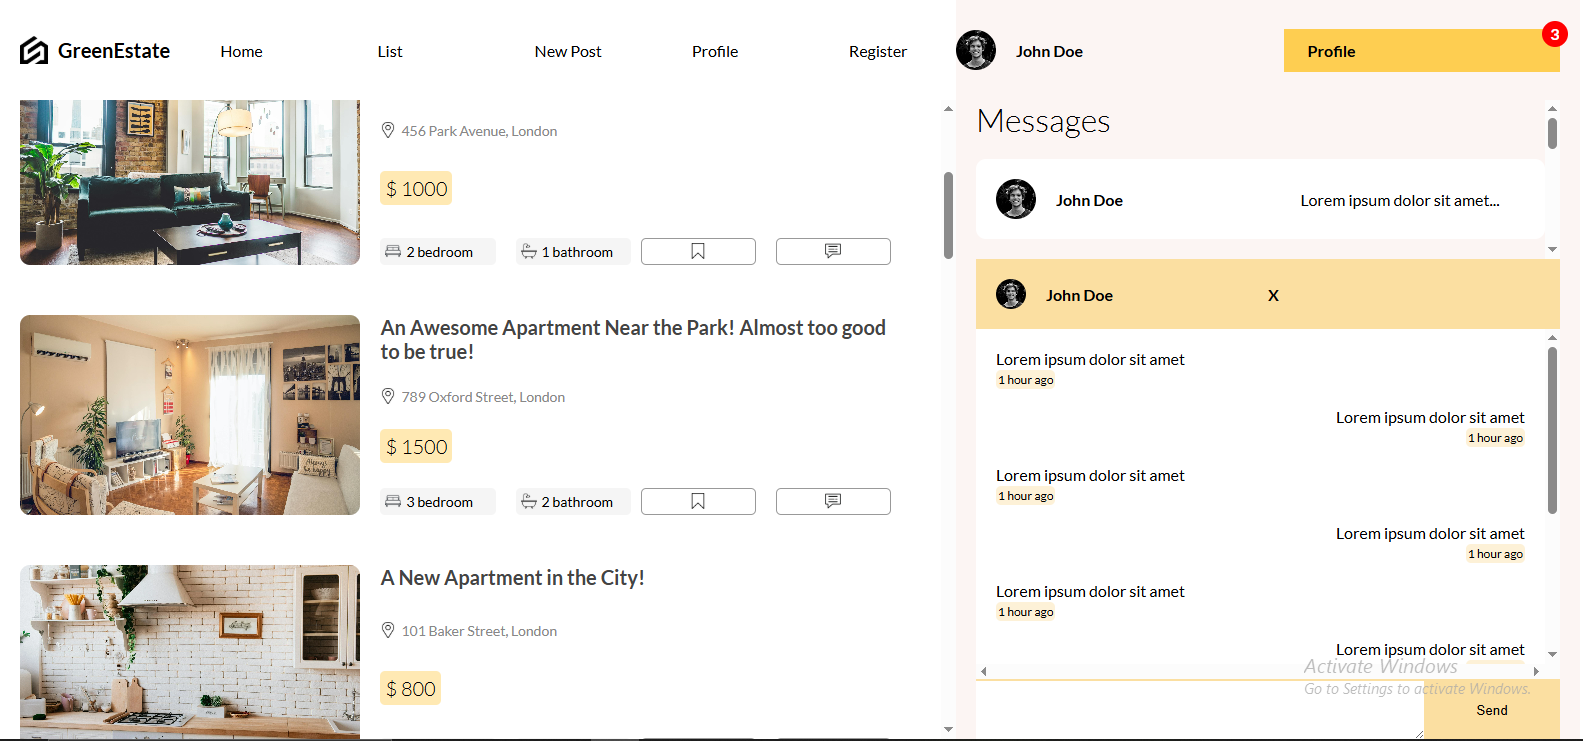 GreenEstate
Home
List
New Post
Profile
Register
John Doe
Profile
3
456 Park Avenue, London
$ 1000
2 bedroom
1 bathroom
An Awesome Apartment Near the Park! Almost too good
to be true!
789 Oxford Street, London
$ 1500
3 bedroom
2 bathroom
Always
be happy
A New Apartment in the City!
101 Baker Street, London
$ 800
Messages
John Doe
Lorem ipsum dolor sit amet...
John Doe
X
Lorem ipsum dolor sit amet
1 hour ago
Lorem ipsum dolor sit amet
1 hour ago
Lorem ipsum dolor sit amet
1 hour ago
Lorem ipsum dolor sit amet
1 hour ago
Lorem ipsum dolor sit amet
1 hour ago
Lorem ipsum dolor sit amet
Activate Windows
Go to Settings to activate Windows.
Send